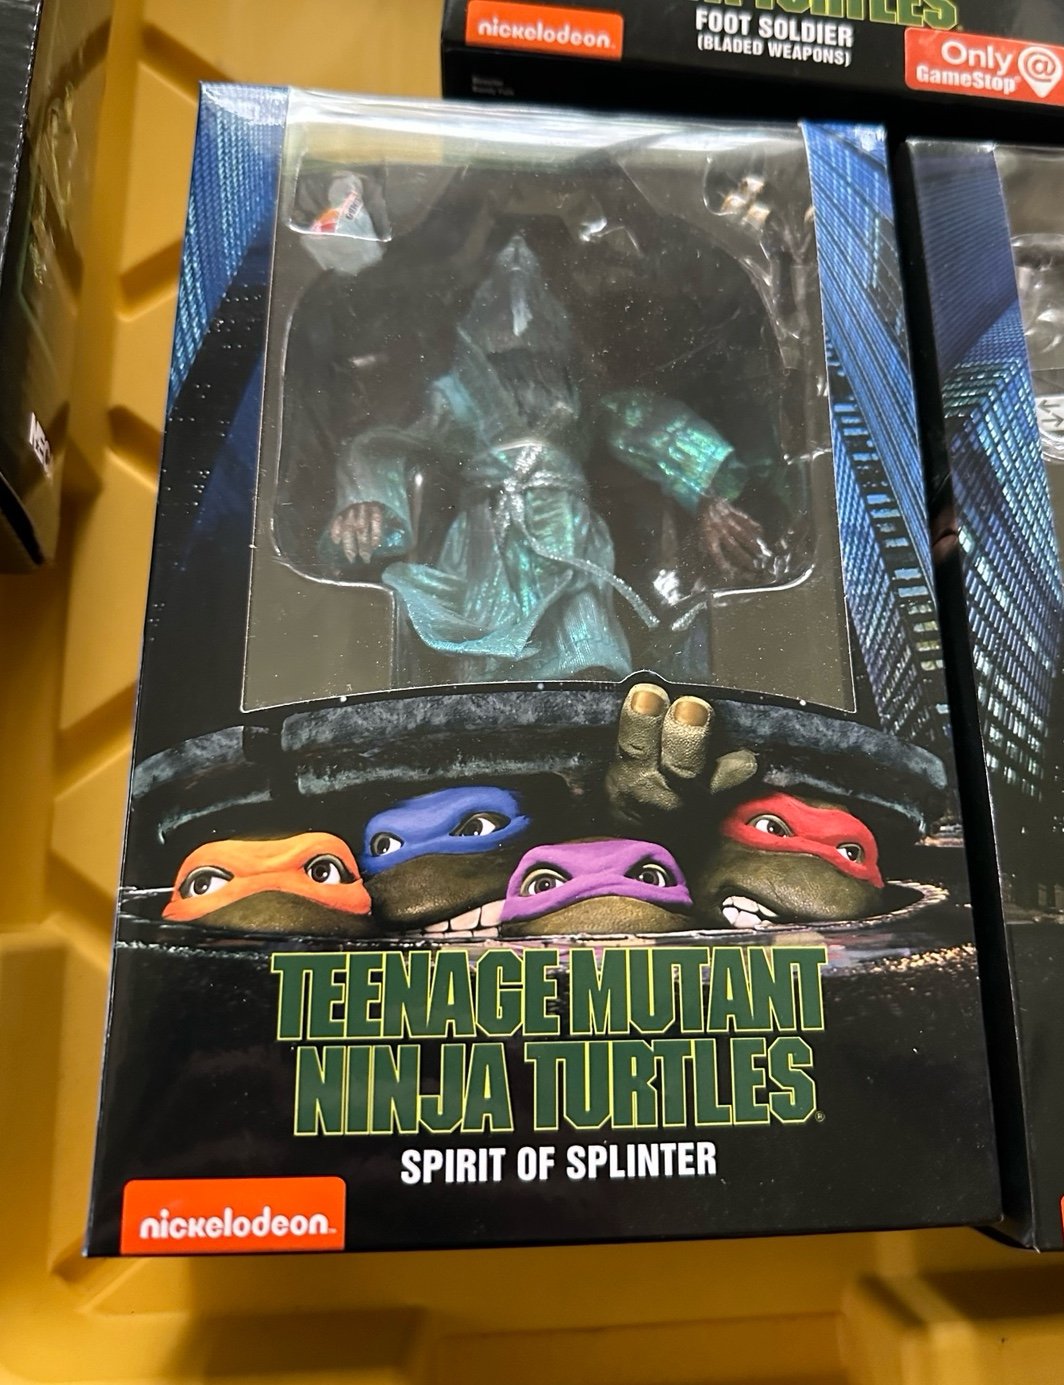 nickelodeon
FOOT SOLDIER
(BLADED WEAPONS)
Only
GameStop
TEENAGE MUTANT
NINJA TURTLES
SPIRIT OF SPLINTER
nickelodeon